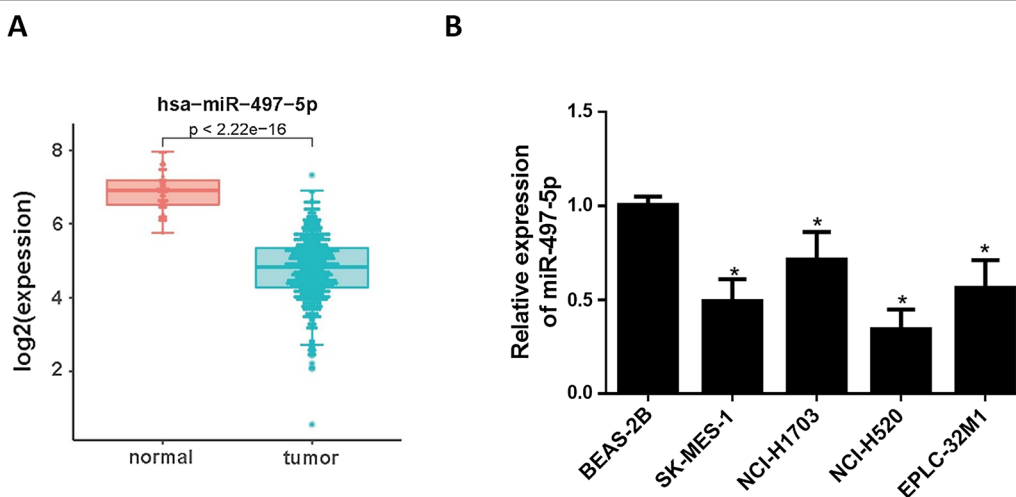 A
B
hsa−miR−497−5p
p < 2.22e−16
log2(expession)
8
6
4
2
normal
tumor
Relative expression
of miR-497-5p
1.5
1.0
0.5
0.0
*
*
*
*
BEAS-2B
SK-MES-1
NCI-H1703
NCI-H520
EPLC-32M1